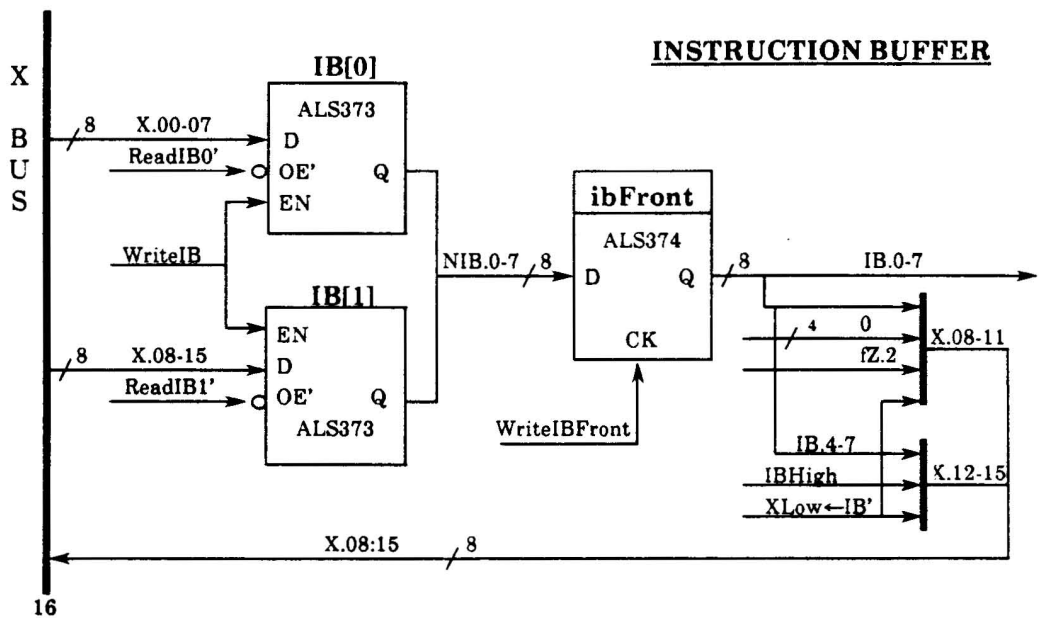 INSTRUCTION BUFFER
X
B
U
S
IB[0]
ALS373
8
X.00-07
D
ReadIB0'
OE'
Q
EN
WriteIB
ibFront
ALS374
NIB.0-7
8
D
Q
8
IB.0-7
CK
IB[1]
EN
8
X.08-15
D
ReadIB1'
OE'
Q
ALS373
WriteIBFront
4
0
X.08-11
fZ.2
IB.4-7
IBHigh
X.12-15
XLow←IB'
X.08:15
8
16